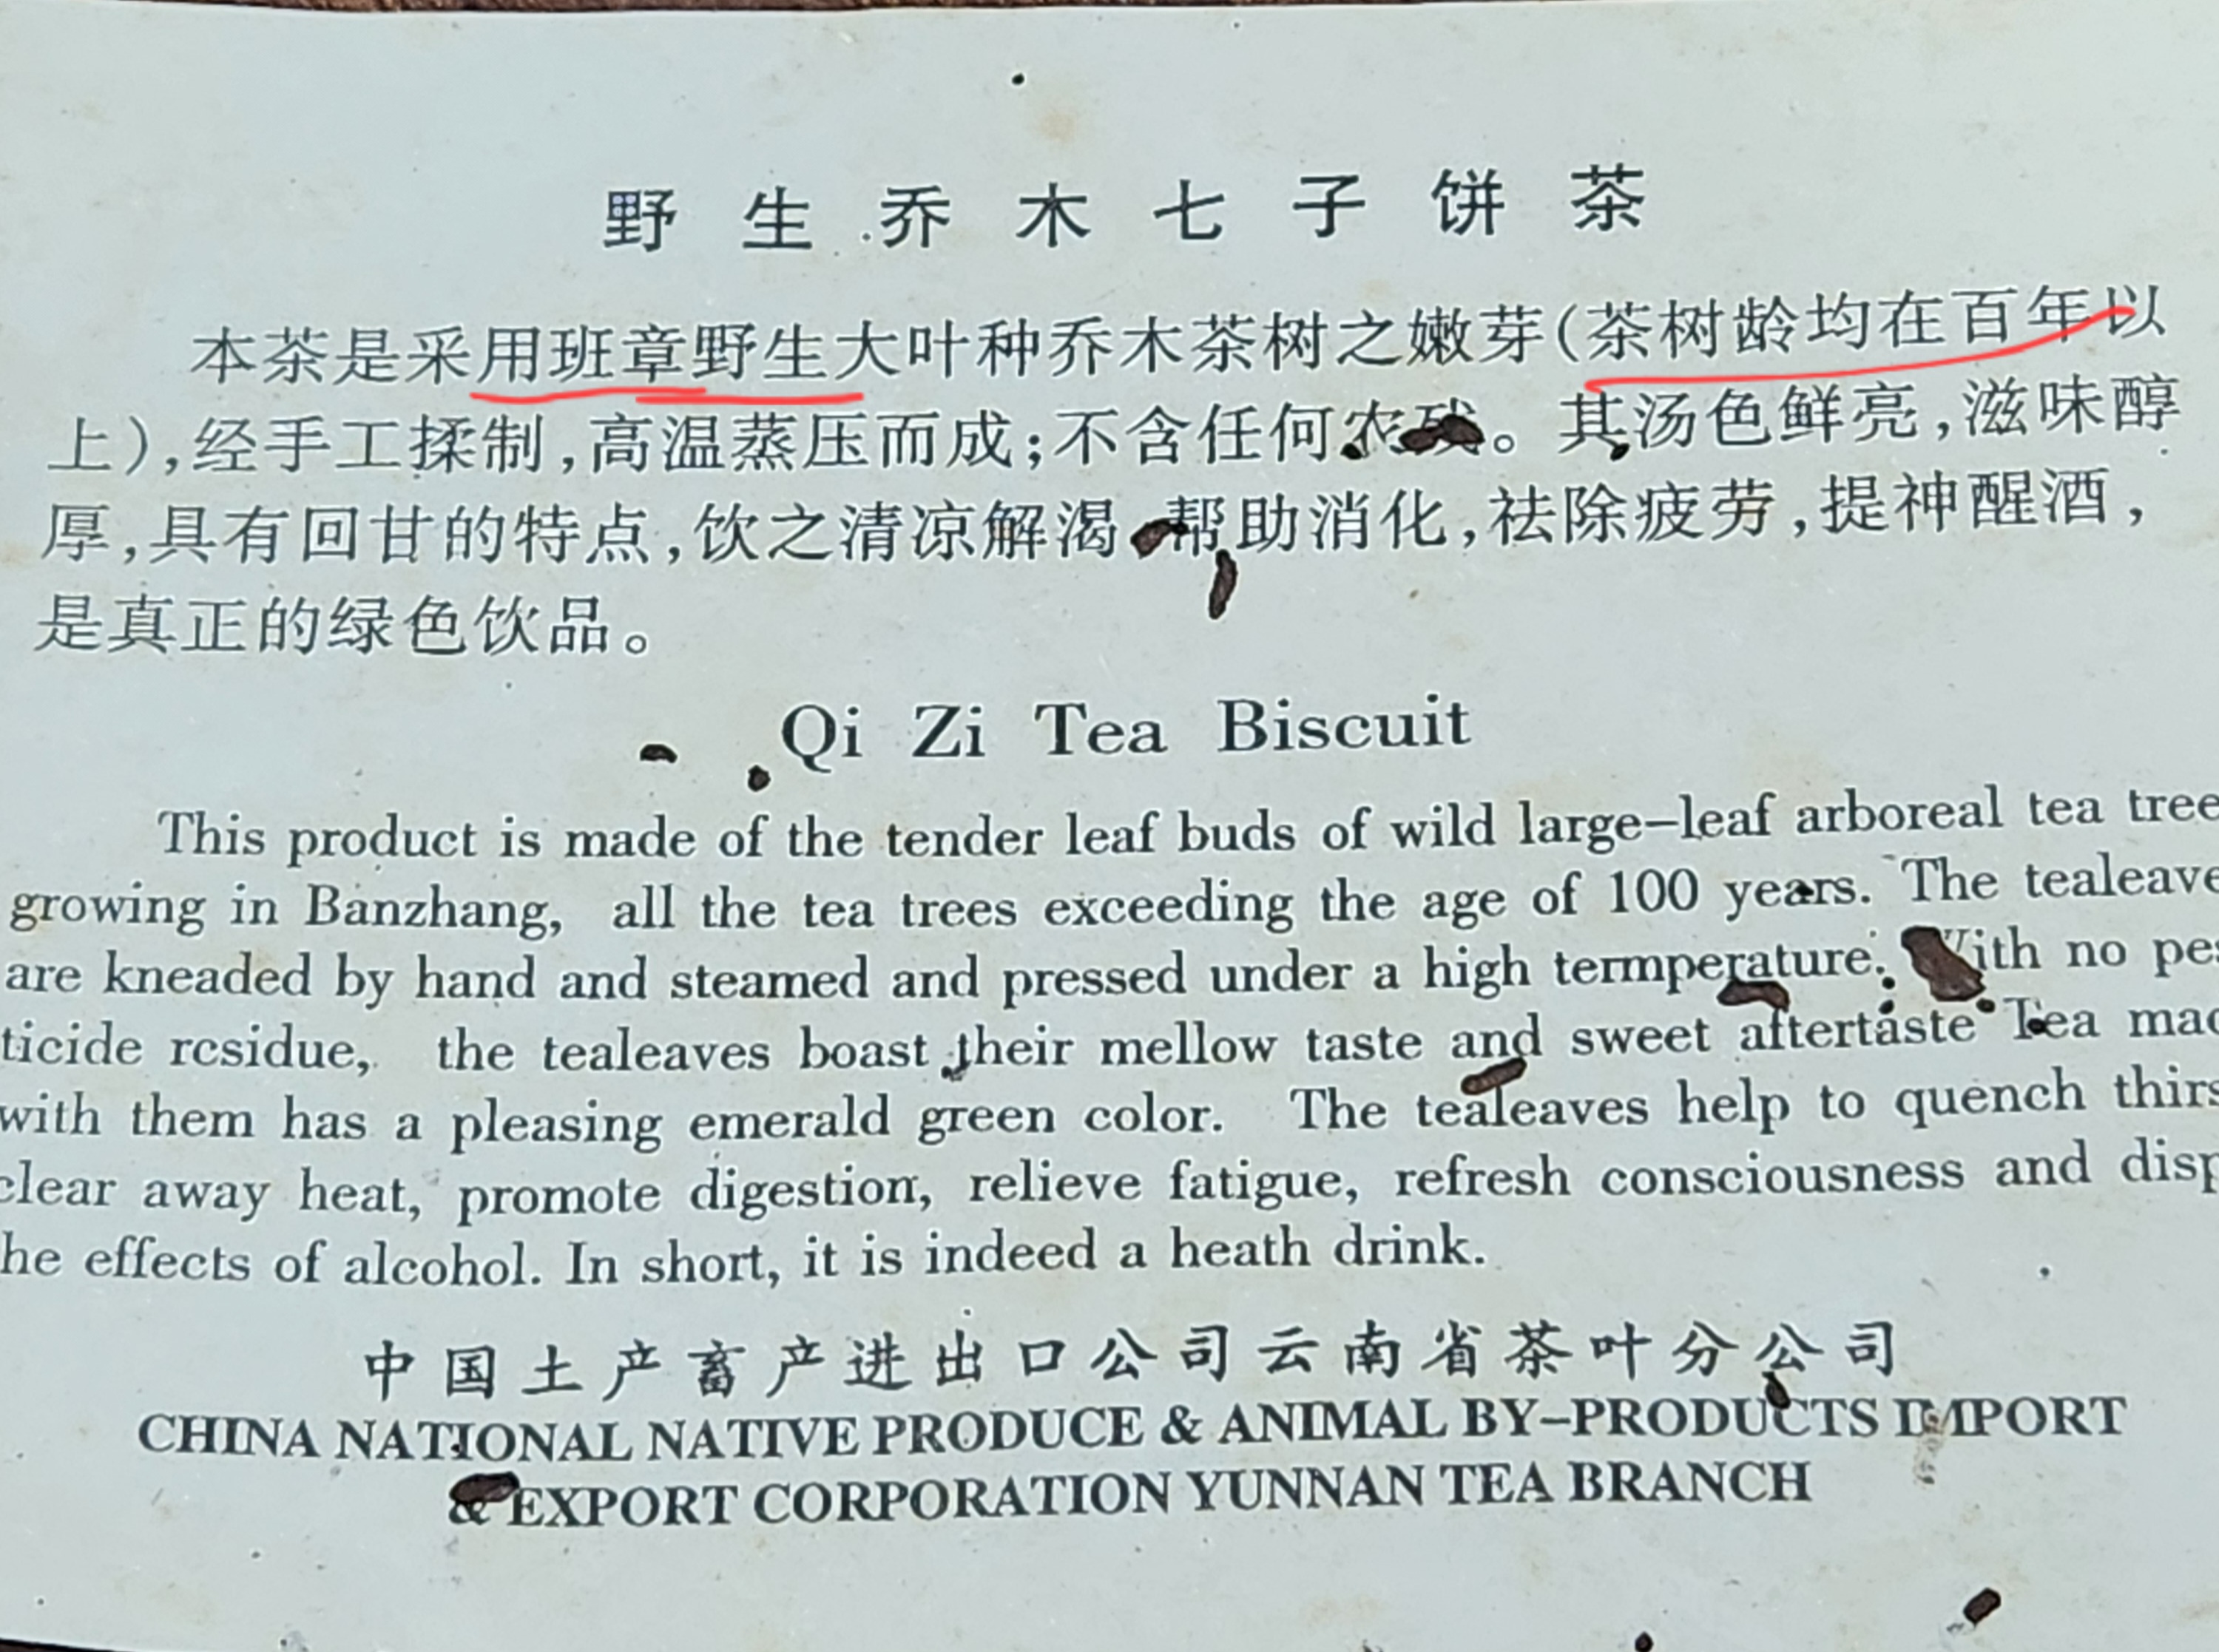 野生乔木七子饼茶
本茶是采用班章野生大叶种乔木茶树之嫩芽(茶树龄均在百年以
上),经手工揉制,高温蒸压而成;不含任何农残。其汤色鲜亮,滋味醇
厚,具有回甘的特点,饮之清凉解渴 帮助消化,祛除疲劳,提神醒酒,
是真正的绿色饮品。
Qi Zi Tea Biscuit
This product is made of the tender leaf buds of wild large-leaf arboreal tea tree
growing in Banzhang, all the tea trees exceeding the age of 100 years. The tealeave
are kneaded by hand and steamed and pressed under a high termperature. With no pes
ticide rcsidue, the tealeaves boast their mellow taste and sweet aftertaste Tea mad
with them has a pleasing emerald green color. The tealeaves help to quench thirs
clear away heat, promote digestion, relieve fatigue, refresh consciousness and disp
he effects of alcohol. In short, it is indeed a heath drink.
中国土产畜产进出口公司云南省茶叶分公司
CHINA NATIONAL NATIVE PRODUCE & ANIMAL BY-PRODUCTS IMPORT
& EXPORT CORPORATION YUNNAN TEA BRANCH